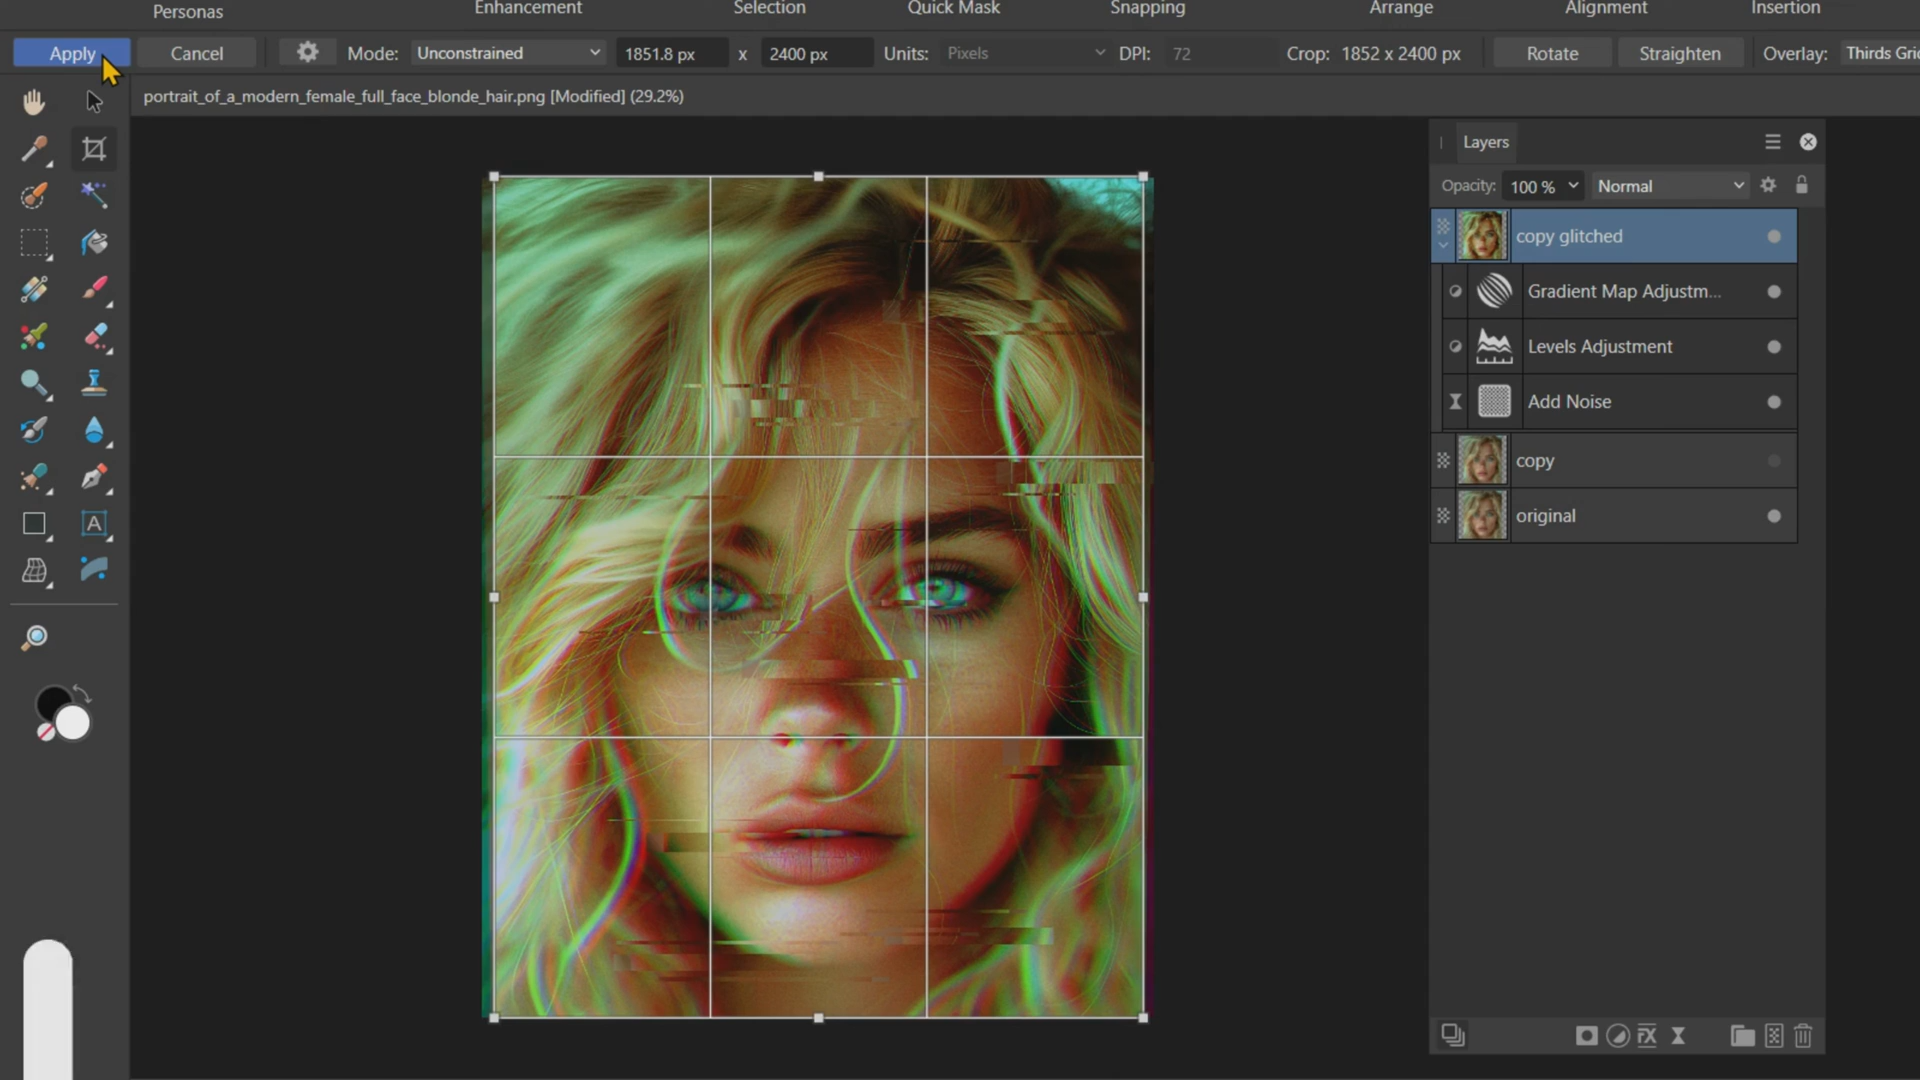 Personas Enhancement Selection Quick Mask Snapping Arrange Alignment Insertion
Apply Cancel Mode: Unconstrained 1851.8 px x 2400 px Units: Pixels DPI: 72 Crop: 1852 x 2400 px Rotate Straighten Overlay: Thirds Gri
portrait_of_a_modern_female_full_face_blonde_hair.png [Modified] (29.2%)
Layers
Opacity: 100 % Normal
copy glitched
Gradient Map Adjustm...
Levels Adjustment
Add Noise
copy
original
A
FX